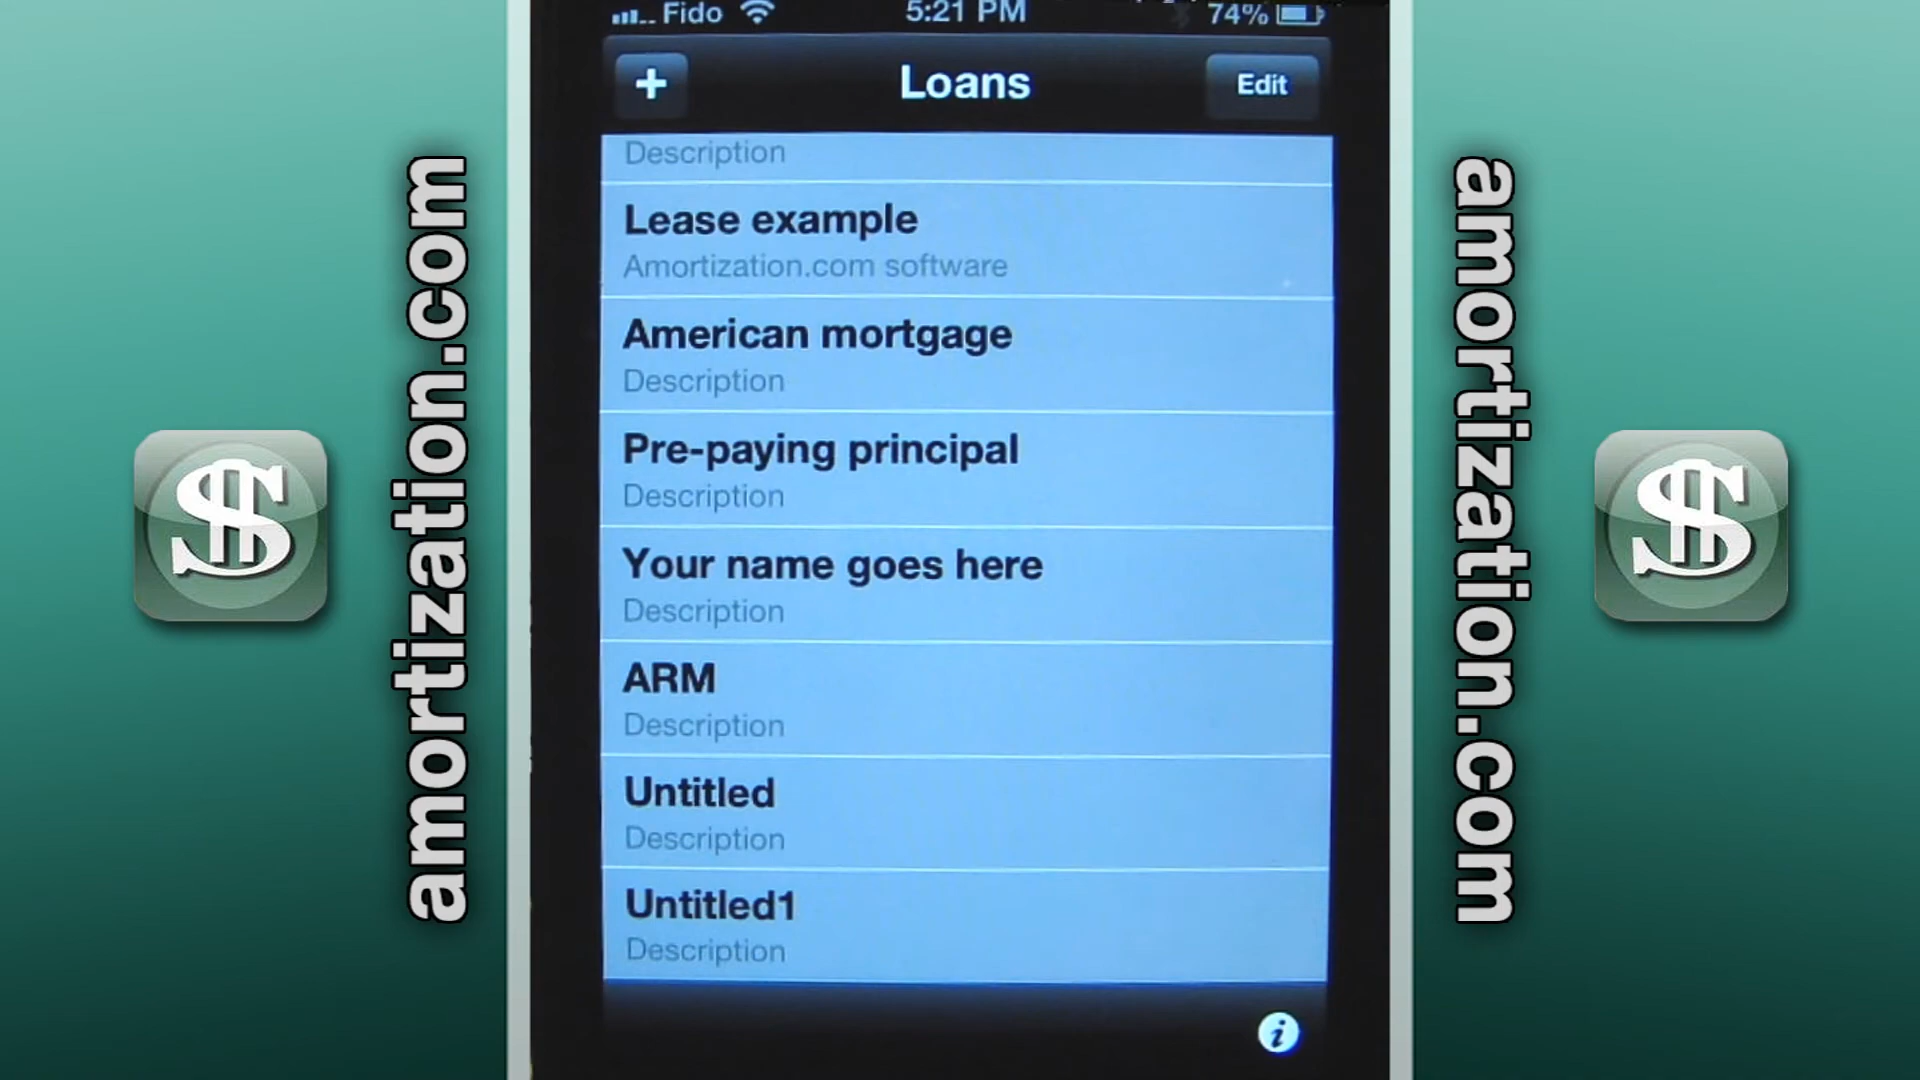 Fido 5:21 PM 74%
+ Loans Edit
Description
Lease example
Amortization.com software
American mortgage
Description
Pre-paying principal
Description
Your name goes here
Description
ARM
Description
Untitled
Description
Untitled1
Description
i
amortization.com
amortization.com
$
$